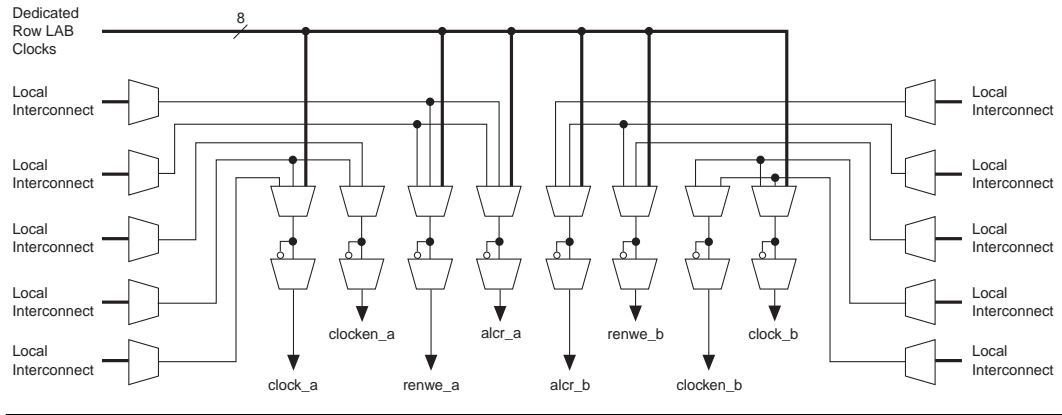 Dedicated
Row LAB
Clocks
8
Local
Interconnect
Local
Interconnect
Local
Interconnect
Local
Interconnect
Local
Interconnect
Local
Interconnect
Local
Interconnect
Local
Interconnect
Local
Interconnect
Local
Interconnect
clocken_a
alcr_a
renwe_b
clock_b
clock_a
renwe_a
alcr_b
clocken_b